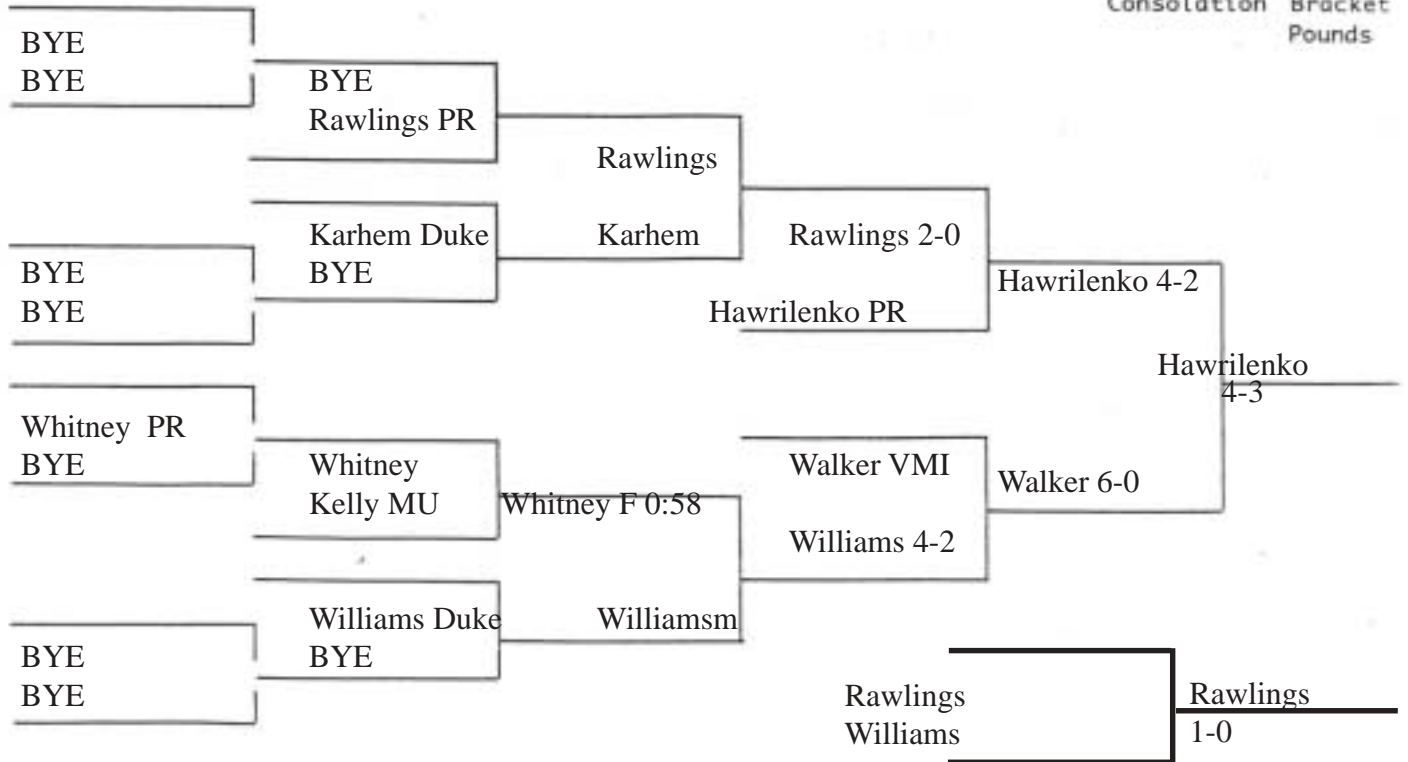 Consolation Bracket
Pounds
BYE
BYE
BYE
Rawlings PR
Rawlings
Karhem Duke
BYE
Karhem
Rawlings 2-0
BYE
BYE
Hawrilenko PR
Hawrilenko 4-2
Hawrilenko
4-3
Whitney PR
BYE
Whitney
Kelly MU
Whitney F 0:58
Walker VMI
Walker 6-0
Williams 4-2
Williams Duke
BYE
Williamsm
BYE
BYE
Rawlings
Williams
Rawlings
1-0